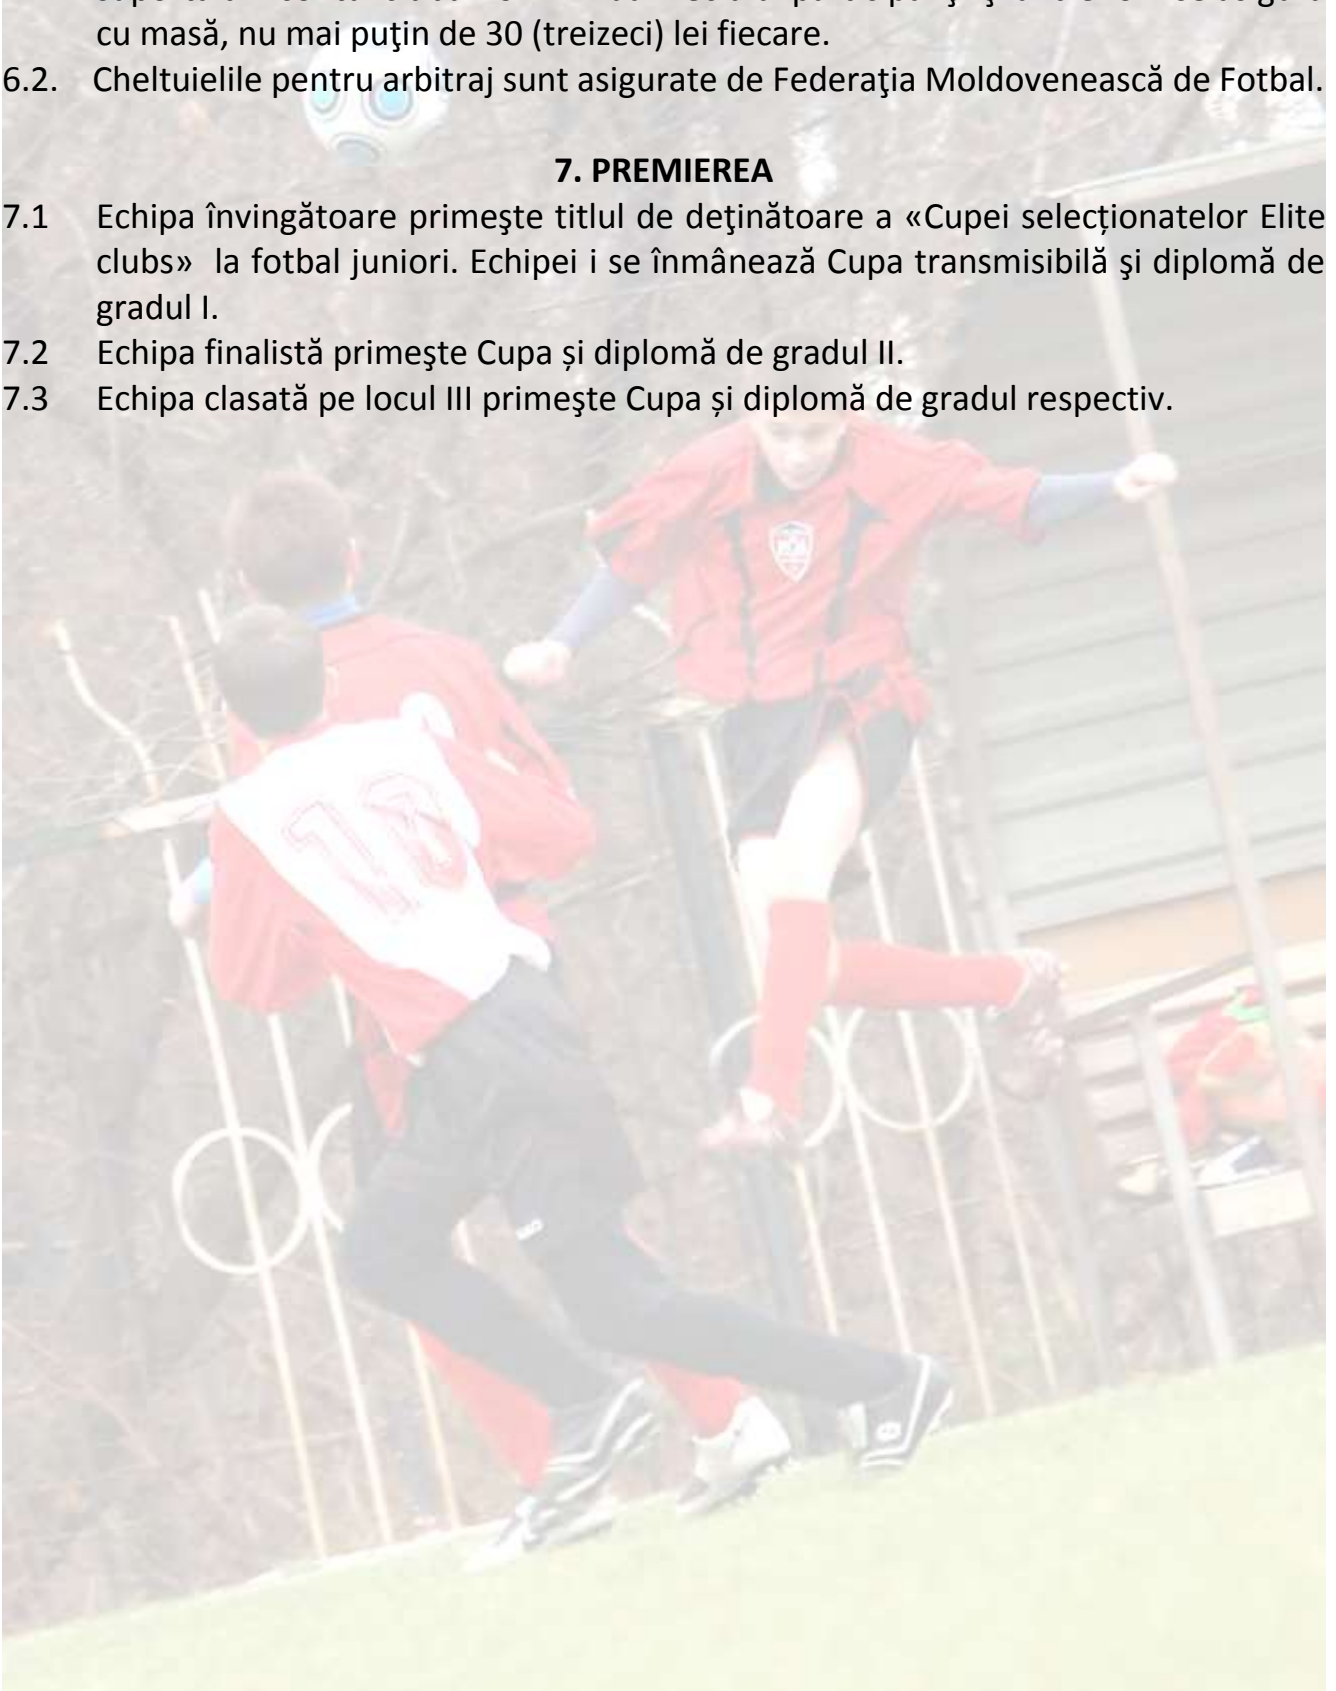 cu masă, nu mai puţin de 30 (treizeci) lei fiecare.
6.2. Cheltuielile pentru arbitraj sunt asigurate de Federaţia Moldovenească de Fotbal.
7. PREMIEREA
7.1 Echipa învingătoare primeşte titlul de deţinătoare a «Cupei selecționatelor Elite
clubs» la fotbal juniori. Echipei i se înmânează Cupa transmisibilă şi diplomă de
gradul I.
7.2 Echipa finalistă primeşte Cupa și diplomă de gradul II.
7.3 Echipa clasată pe locul III primeşte Cupa și diplomă de gradul respectiv.
13